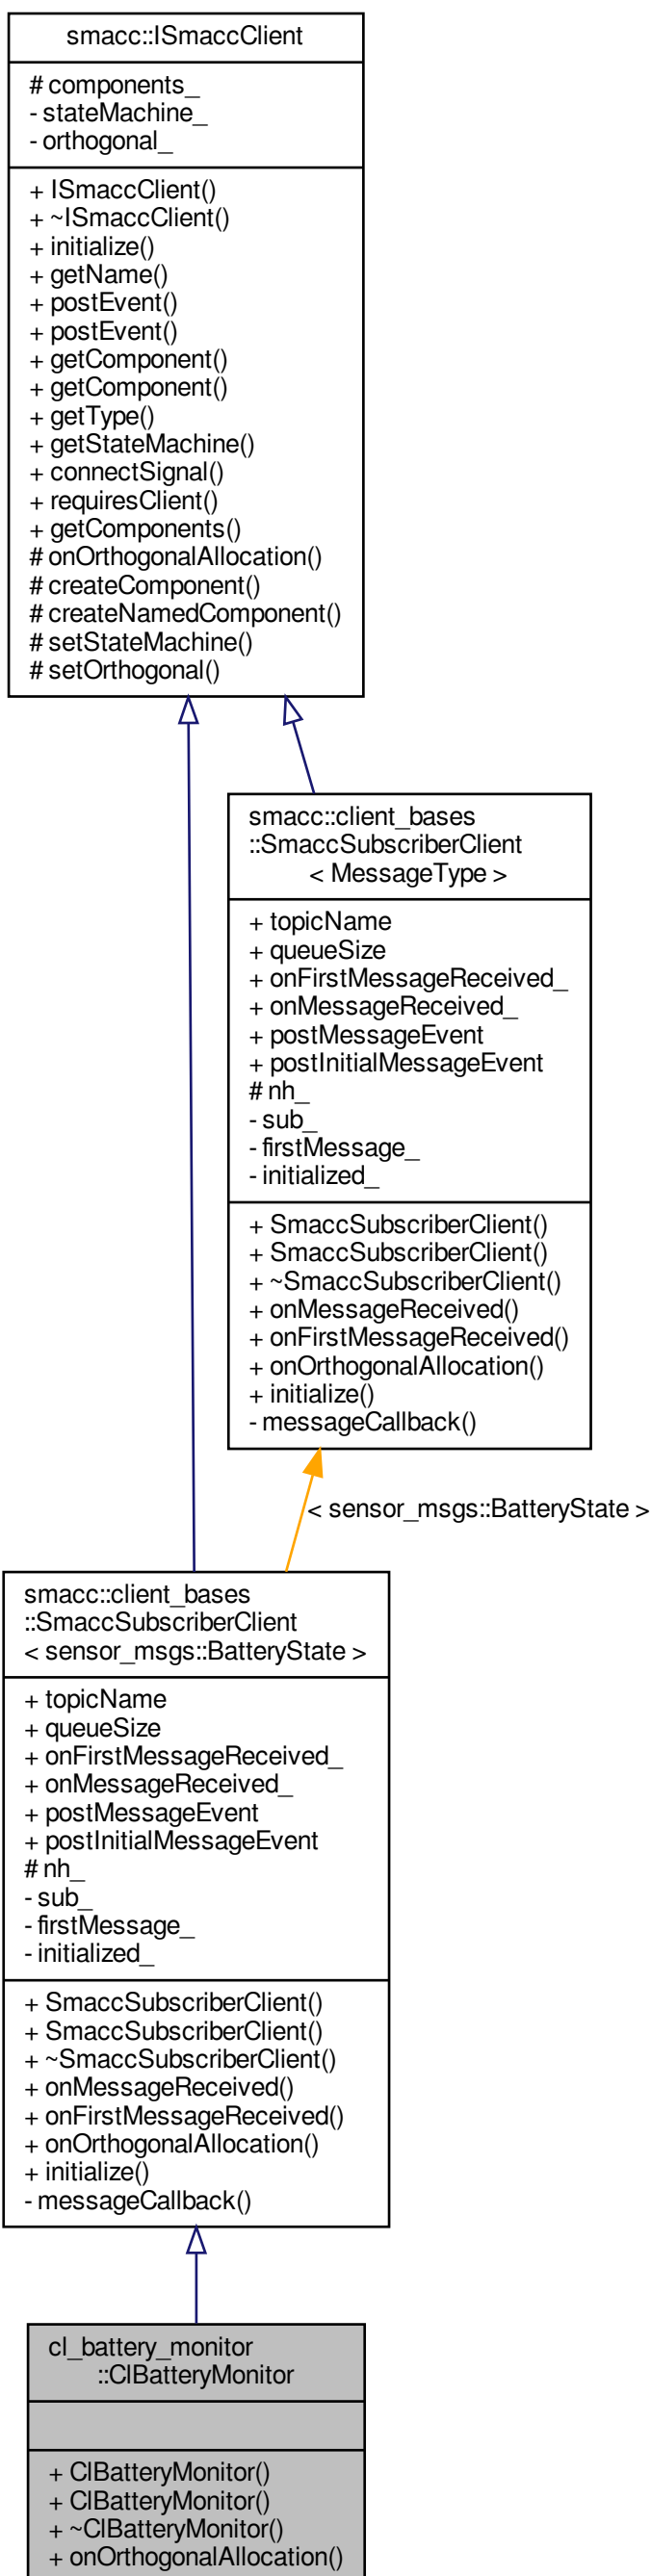 smacc::ISmaccClient
# components_
- stateMachine_
- orthogonal_
+ ISmaccClient()
+ ~ISmaccClient()
+ initialize()
+ getName()
+ postEvent()
+ postEvent()
+ getComponent()
+ getComponent()
+ getType()
+ getStateMachine()
+ connectSignal()
+ requiresClient()
+ getComponents()
# onOrthogonalAllocation()
# createComponent()
# createNamedComponent()
# setStateMachine()
# setOrthogonal()
smacc::client_bases
::SmaccSubscriberClient
< MessageType >
+ topicName
+ queueSize
+ onFirstMessageReceived_
+ onMessageReceived_
+ postMessageEvent
+ postInitialMessageEvent
# nh_
- sub_
- firstMessage_
- initialized_
+ SmaccSubscriberClient()
+ SmaccSubscriberClient()
+ ~SmaccSubscriberClient()
+ onMessageReceived()
+ onFirstMessageReceived()
+ onOrthogonalAllocation()
+ initialize()
- messageCallback()
< sensor_msgs::BatteryState >
smacc::client_bases
::SmaccSubscriberClient
< sensor_msgs::BatteryState >
+ topicName
+ queueSize
+ onFirstMessageReceived_
+ onMessageReceived_
+ postMessageEvent
+ postInitialMessageEvent
# nh_
- sub_
- firstMessage_
- initialized_
+ SmaccSubscriberClient()
+ SmaccSubscriberClient()
+ ~SmaccSubscriberClient()
+ onMessageReceived()
+ onFirstMessageReceived()
+ onOrthogonalAllocation()
+ initialize()
- messageCallback()
cl_battery_monitor
::ClBatteryMonitor
+ ClBatteryMonitor()
+ ClBatteryMonitor()
+ ~ClBatteryMonitor()
+ onOrthogonalAllocation()